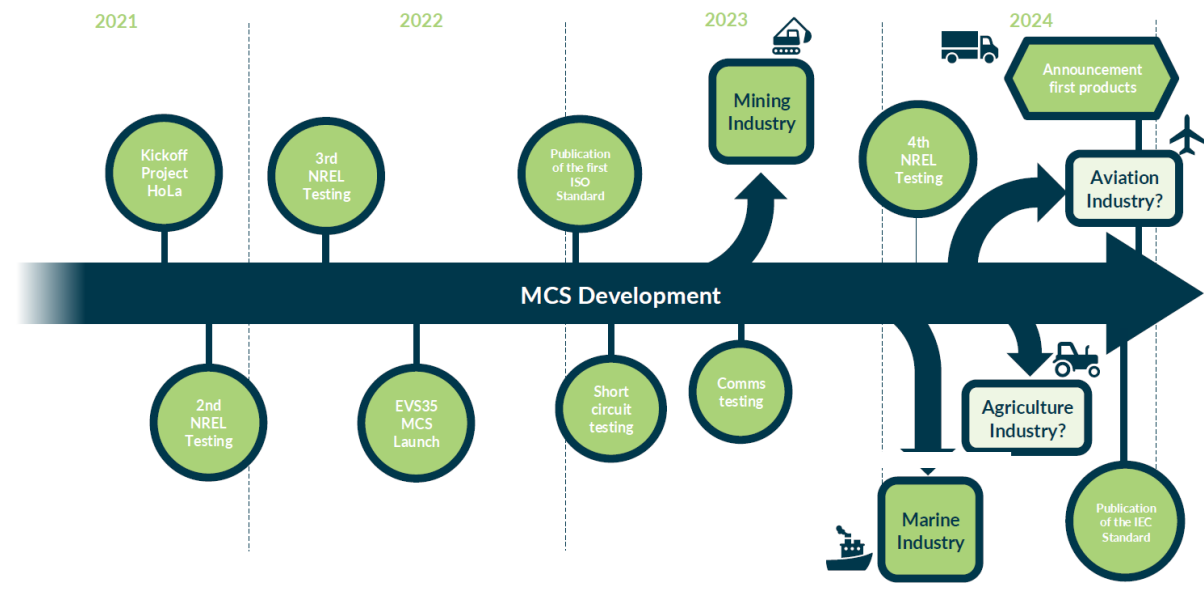 2021
2022
2023
2024
Announcement
first products
Mining
Industry
Kickoff
Project
HoLa
3rd
NREL
Testing
Publication
of the first
ISO
Standard
4th
NREL
Testing
Aviation
Industry?
MCS Development
2nd
NREL
Testing
EVS35
MCS
Launch
Short
circuit
testing
Comms
testing
Agriculture
Industry?
Marine
Industry
Publication
of the IEC
Standard